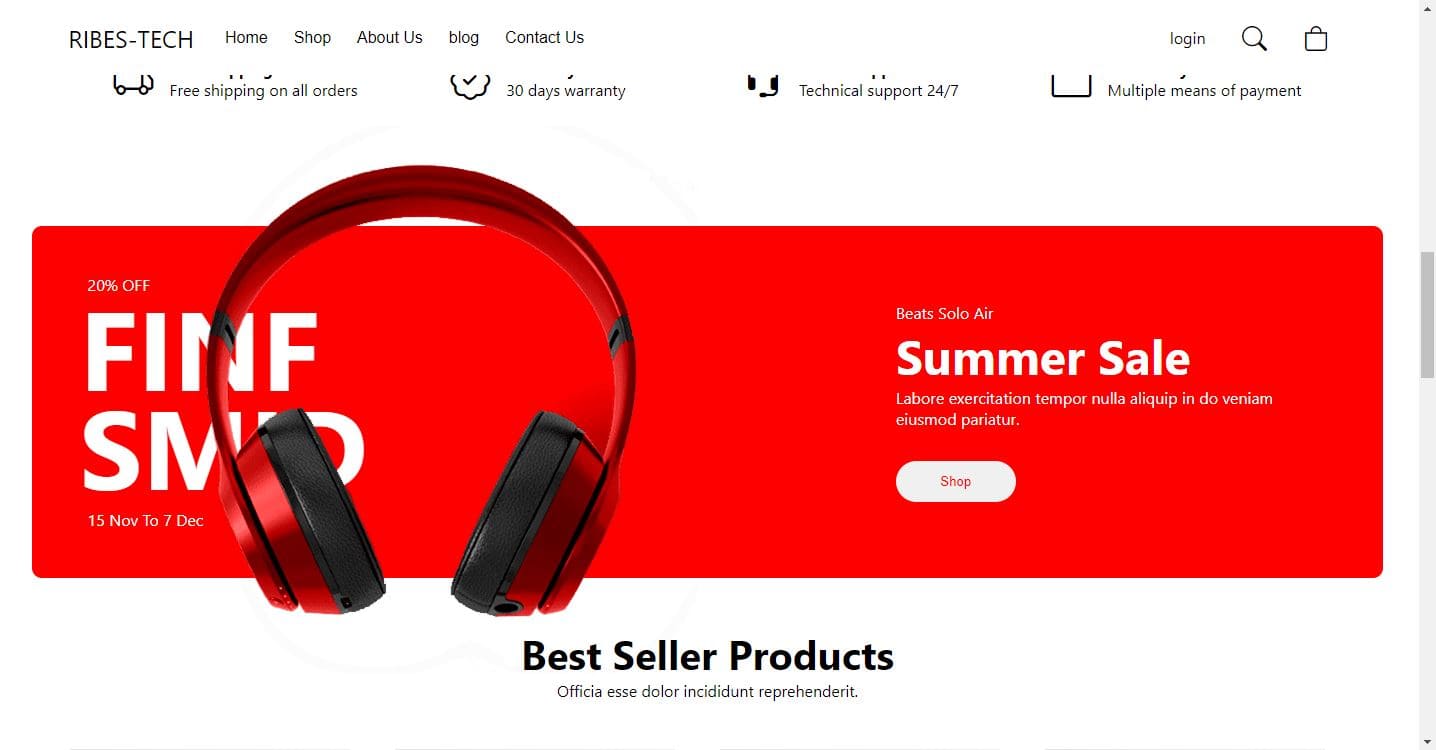 RIBES-TECH Home Shop About Us blog Contact Us login
Free shipping on all orders
30 days warranty
Technical support 24/7
Multiple means of payment
20% OFF
FINF
15 Nov To 7 Dec
Beats Solo Air
Summer Sale
Labore exercitation tempor nulla aliquip in do veniam
eiusmod pariatur.
Shop
Best Seller Products
Officia esse dolor incididunt reprehenderit.